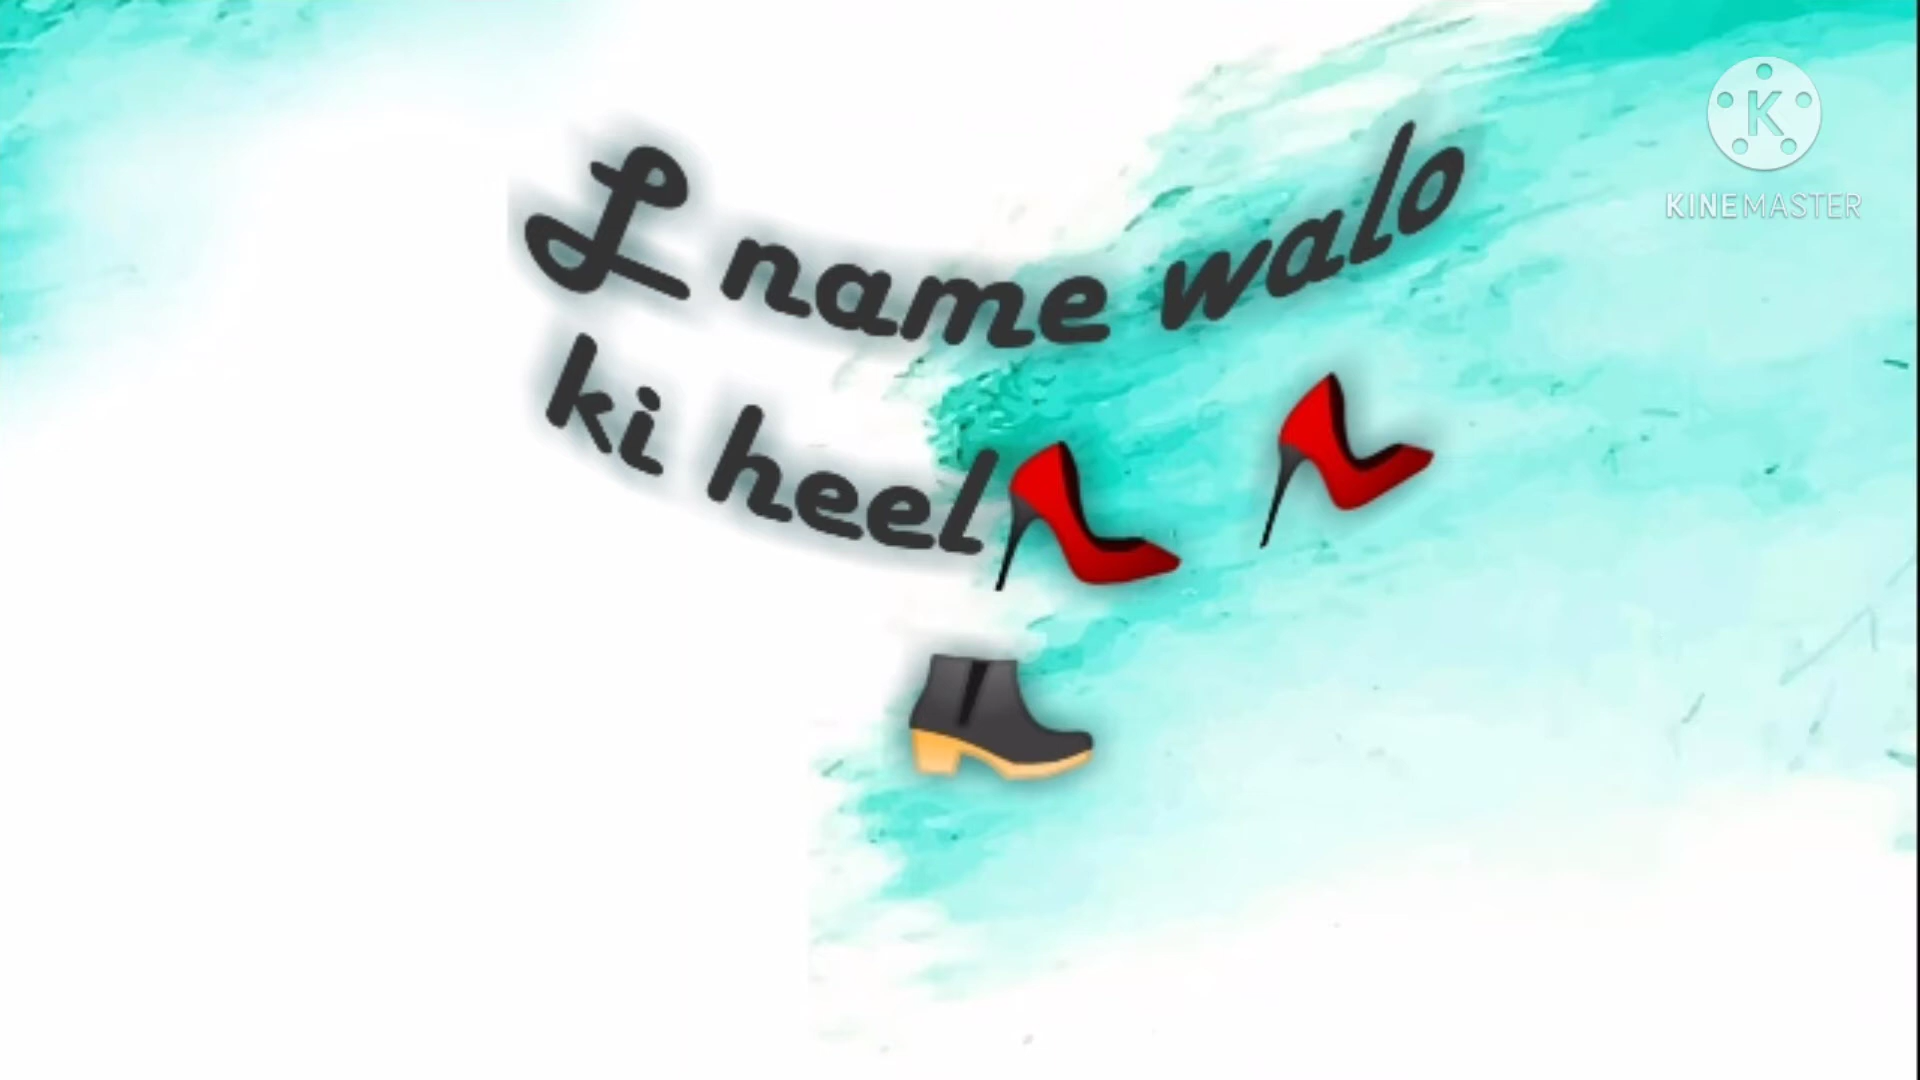 L name walo
ki heel👠 👠
👢
K
KINEMASTER